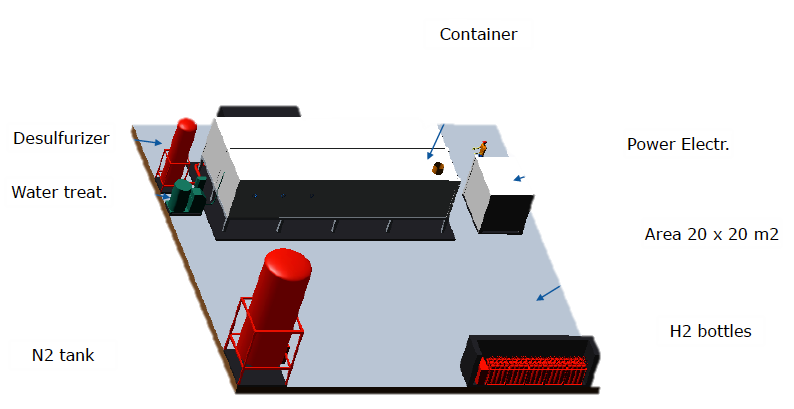 Container
Desulfurizer
Power Electr.
Water treat.
Area 20 x 20 m2
H2 bottles
N2 tank